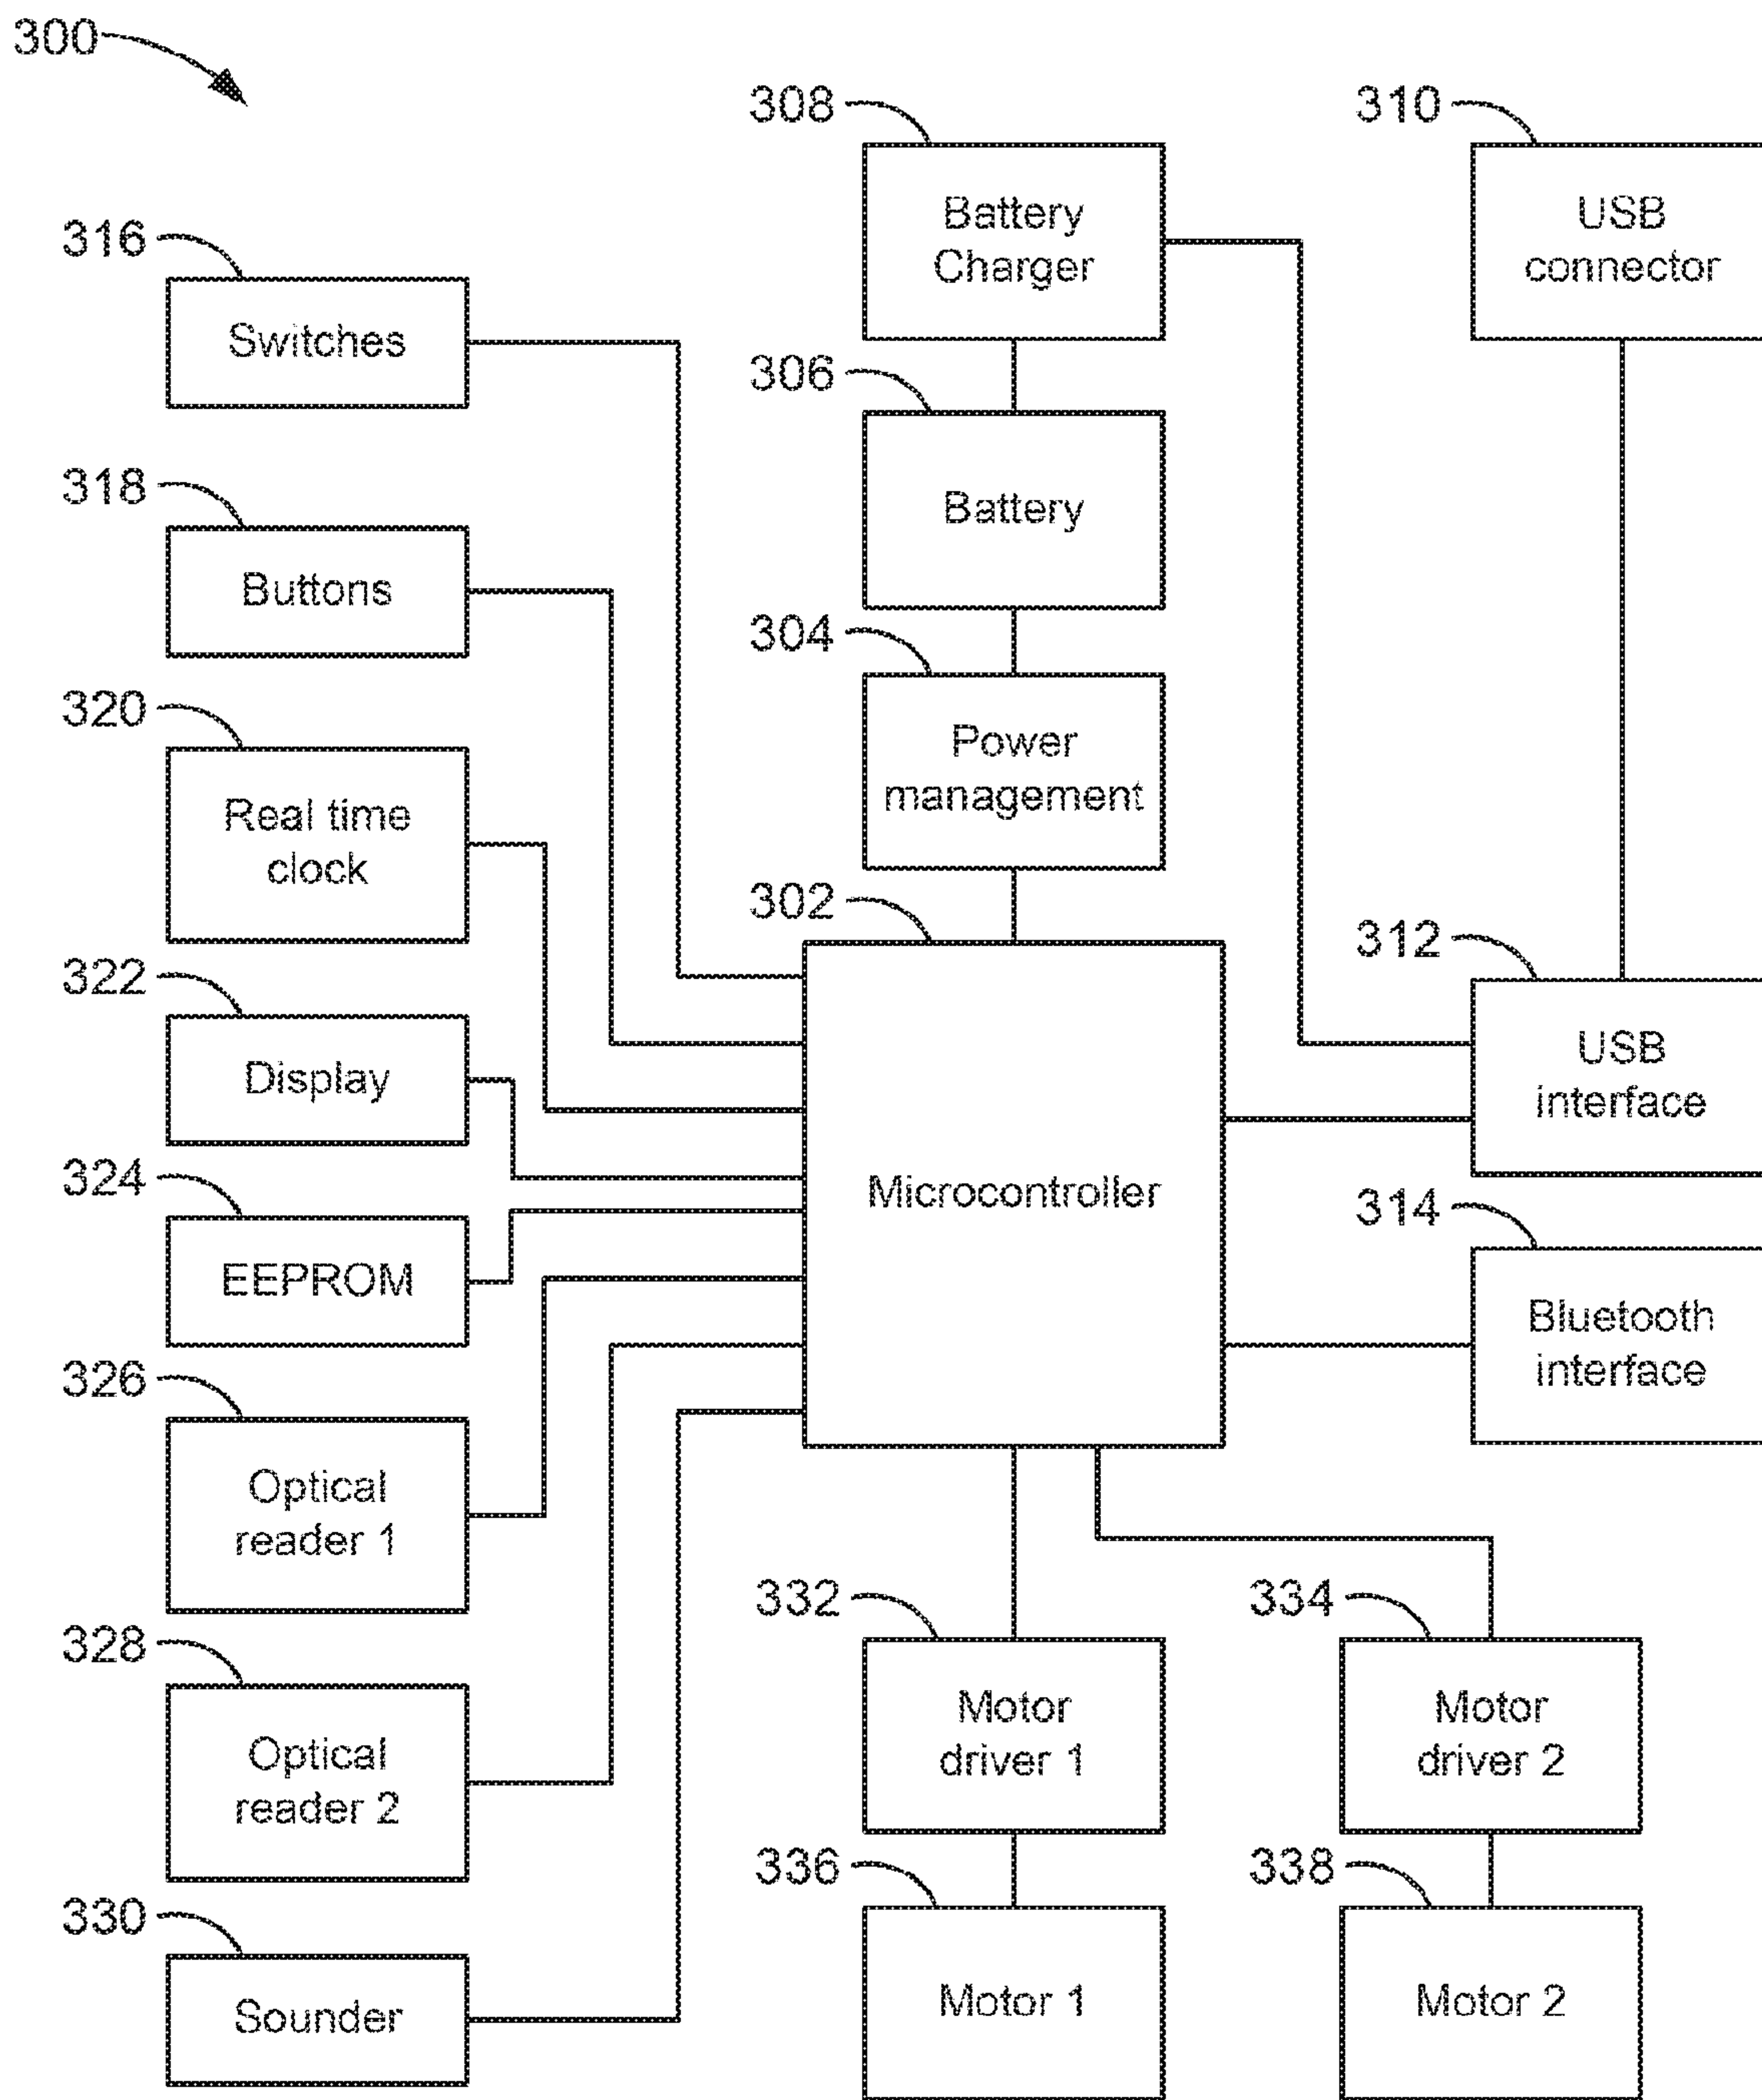 300
308
Battery
Charger
310
USB
connector
316
Switches
306
Battery
318
Buttons
304
Power
management
320
Real time
clock
302
Microcontroller
312
USB
interface
322
Display
324
EEPROM
314
Bluetooth
interface
326
Optical
reader 1
328
Optical
reader 2
330
Sounder
332
Motor
driver 1
334
Motor
driver 2
336
Motor 1
338
Motor 2